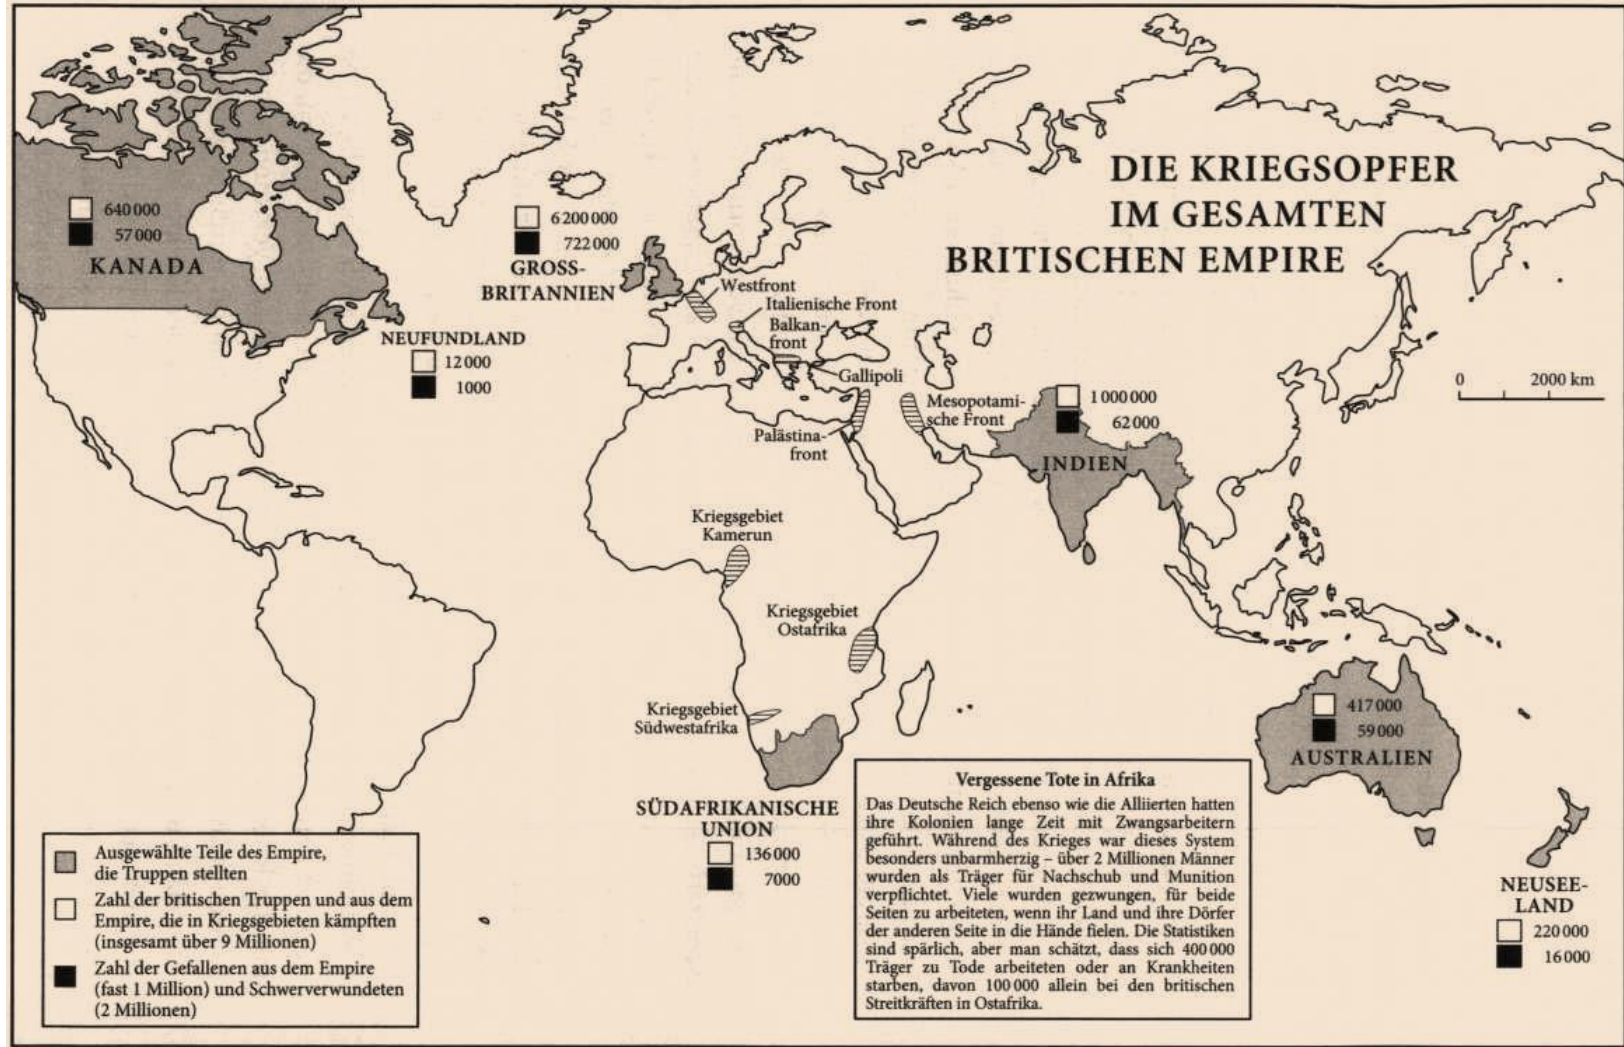 DIE KRIEGSOPFER
IM GESAMTEN
BRITISCHEN EMPIRE
640 000
57 000
KANADA
6 200 000
722 000
GROSS-
BRITANNIEN
NEUFUNDLAND
12 000
1000
Westfront
Italienische Front
Balkan-
front
Gallipoli
Mesopotami-
sche Front
Palästina-
front
1 000 000
62 000
INDIEN
0 2000 km
Kriegsgebiet
Kamerun
Kriegsgebiet
Ostafrika
Kriegsgebiet
Südwestafrika
SÜDAFRIKANISCHE
UNION
136 000
7000
417 000
59 000
AUSTRALIEN
NEUSEE-
LAND
220 000
16 000
Ausgewählte Teile des Empire,
die Truppen stellten
Zahl der britischen Truppen und aus dem
Empire, die in Kriegsgebieten kämpften
(insgesamt über 9 Millionen)
Zahl der Gefallenen aus dem Empire
(fast 1 Million) und Schwerverwundeten
(2 Millionen)
Vergessene Tote in Afrika
Das Deutsche Reich ebenso wie die Alliierten hatten
ihre Kolonien lange Zeit mit Zwangsarbeitern
geführt. Während des Krieges war dieses System
besonders unbarmherzig – über 2 Millionen Männer
wurden als Träger für Nachschub und Munition
verpflichtet. Viele wurden gezwungen, für beide
Seiten zu arbeiteten, wenn ihr Land und ihre Dörfer
der anderen Seite in die Hände fielen. Die Statistiken
sind spärlich, aber man schätzt, dass sich 400 000
Träger zu Tode arbeiteten oder an Krankheiten
starben, davon 100 000 allein bei den britischen
Streitkräften in Ostafrika.